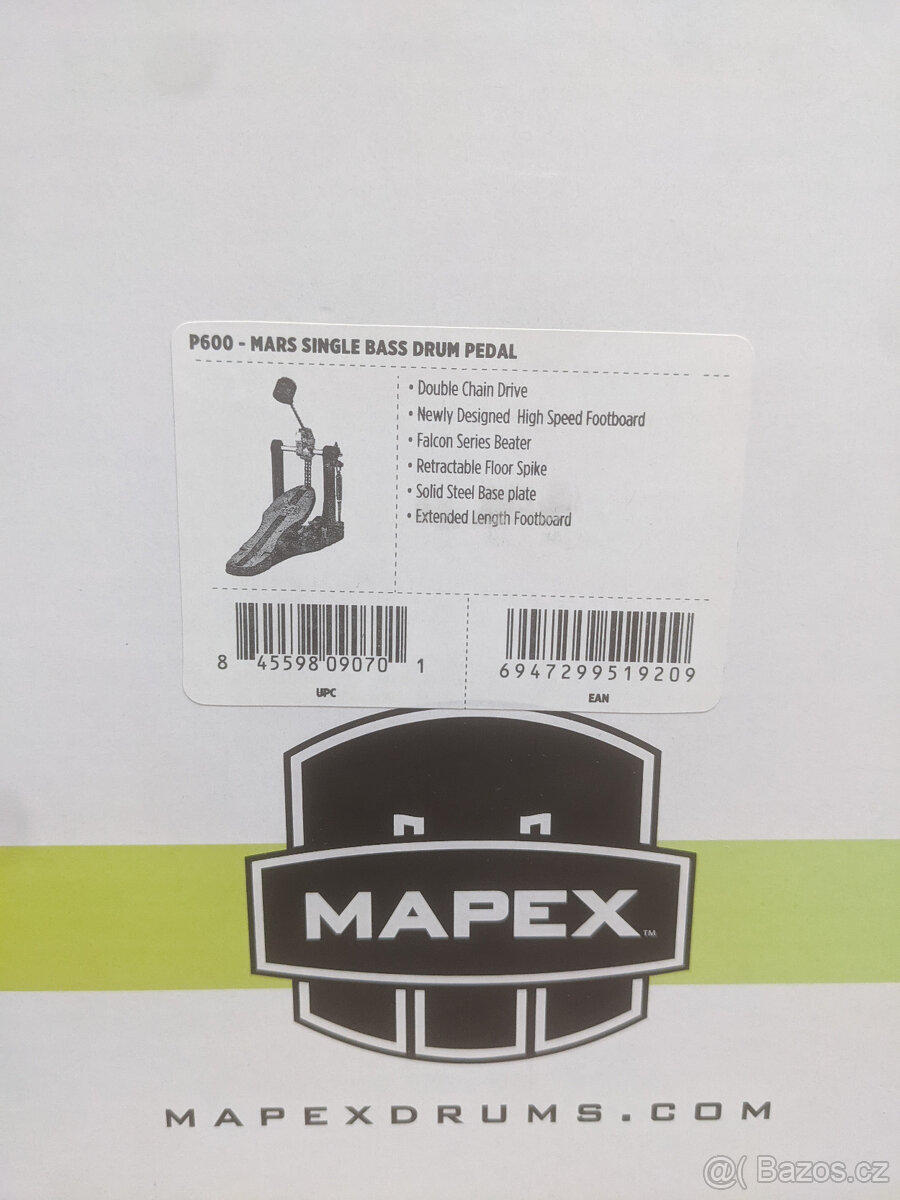 P600 - MARS SINGLE BASS DRUM PEDAL
• Double Chain Drive
• Newly Designed High Speed Footboard
• Falcon Series Beater
• Retractable Floor Spike
• Solid Steel Base plate
• Extended Length Footboard
8 45598 09070 1
UPC
6947299519209
EAN
MAPEX™
MAPEXDRUMS.COM
@( Bazos.cz